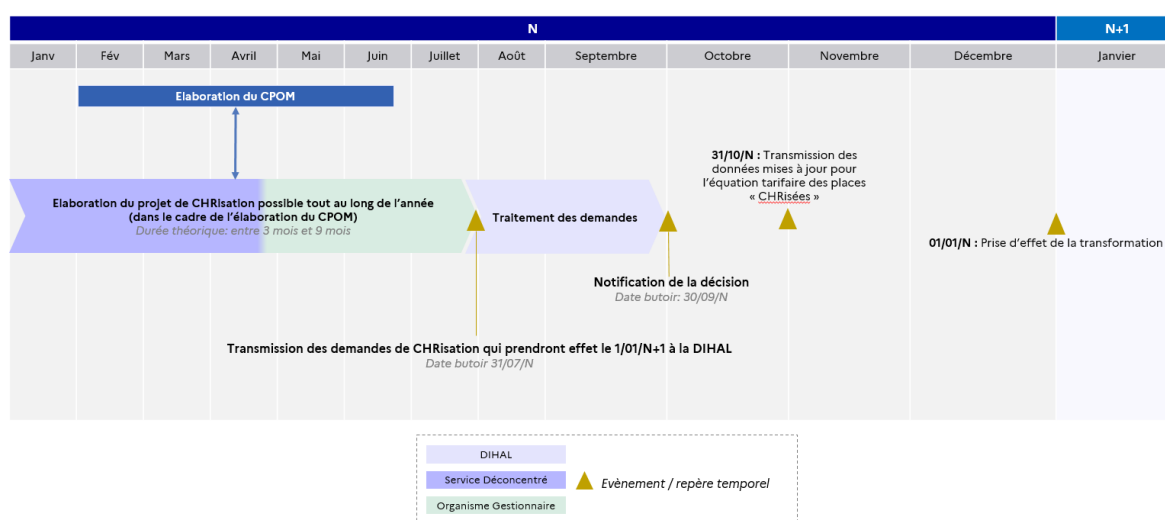 N
N+1
Janv
Fév
Mars
Avril
Mai
Juin
Juillet
Août
Septembre
Octobre
Novembre
Décembre
Janvier
Elaboration du CPOM
31/10/N : Transmission des
données mises à jour pour
l'équation tarifaire des places
« CHRisées »
Elaboration du projet de CHRisation possible tout au long de l'année
(dans le cadre de l'élaboration du CPOM)
Durée théorique: entre 3 mois et 9 mois
Traitement des demandes
01/01/N : Prise d'effet de la transformation
Notification de la décision
Date butoir: 30/09/N
Transmission des demandes de CHRisation qui prendront effet le 1/01/N+1 à la DIHAL
Date butoir 31/07/N
DIHAL
Service Déconcentré
Organisme Gestionnaire
Evènement / repère temporel